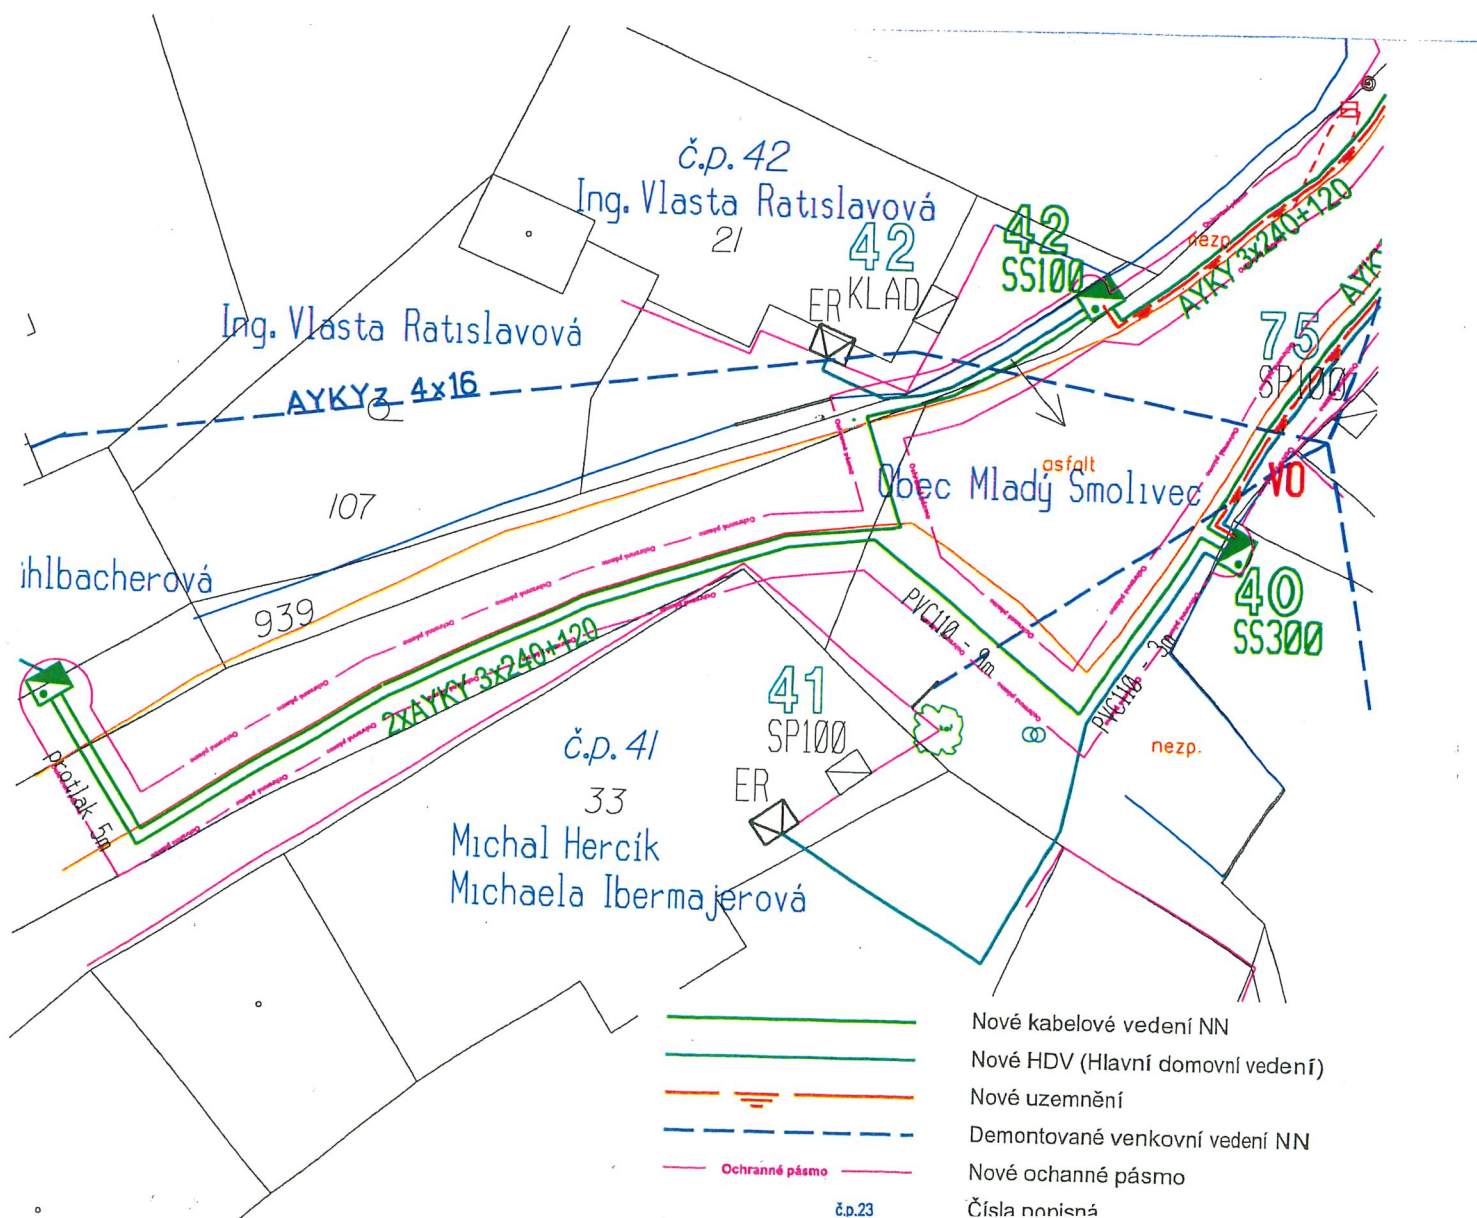 č.p. 42
Ing. Vlasta Ratislavová
21
42
KLAD
ER
42
SS100
nezp.
AYKY 3x240+120
AYKY
75
SP100
VO
Ing. Vlasta Ratislavová
AYKYz 4x16
asfalt
Obec Mladý Smolivec
107
ihlbacherová
939
2xAYKY 3x240+120
protlak 5m
PVC110 - 9m
PVC110 - 3m
40
SS300
nezp.
41
SP100
ER
č.p. 41
33
Michal Hercík
Michaela Ibermajerová
Nové kabelové vedení NN
Nové HDV (Hlavní domovní vedení)
Nové uzemnění
Demontované venkovní vedení NN
Ochranné pásmo
Nové ochanné pásmo
č.p.23
Čísla popisná